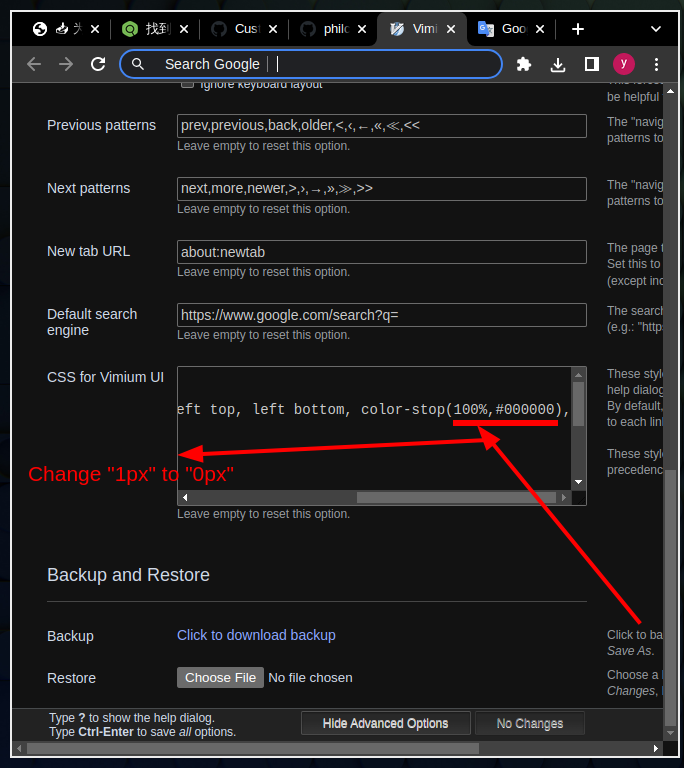 为
找到
Cust
philc
Vimi
Goo
Search Google
y
Ignore keyboard layout
be helpful
Previous patterns
prev,previous,back,older,<,‹,←,«,≪,<<
Leave empty to reset this option.
The "navig
patterns to
Next patterns
next,more,newer,>,›,→,»,≫,>>
Leave empty to reset this option.
The "navig
patterns to
New tab URL
about:newtab
Leave empty to reset this option.
The page t
Set this to
(except inc
Default search
engine
https://www.google.com/search?q=
Leave empty to reset this option.
The search
(e.g.: "https
CSS for Vimium UI
eft top, left bottom, color-stop(100%,#000000),
These style
help dialog
By default,
to each link
These style
precedenc
Change "1px" to "0px"
Leave empty to reset this option.
Backup and Restore
Backup
Click to download backup
Click to ba
Save As.
Restore
Choose File No file chosen
Choose a b
Changes,
Type ? to show the help dialog.
Type Ctrl-Enter to save all options.
Hide Advanced Options
No Changes